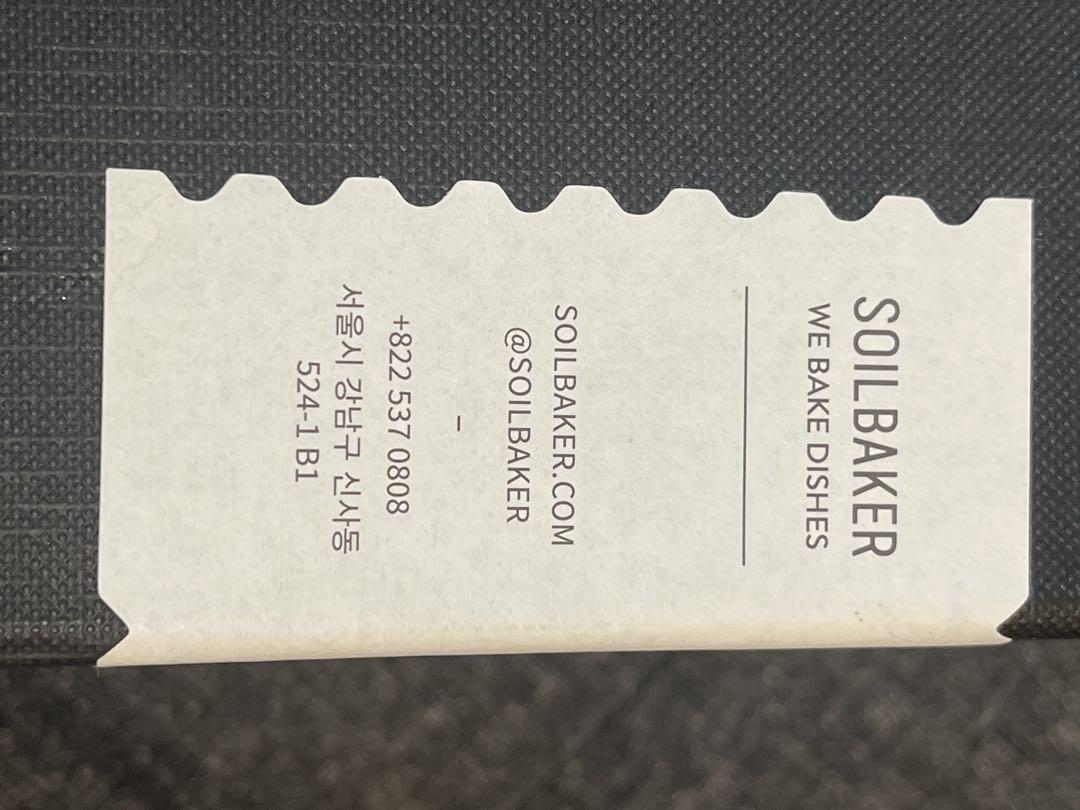 SOILBAKER
WE BAKE DISHES
SOILBAKER.COM
@SOILBAKER
-
+822 537 0808
서울시 강남구 신사동
524-1 B1